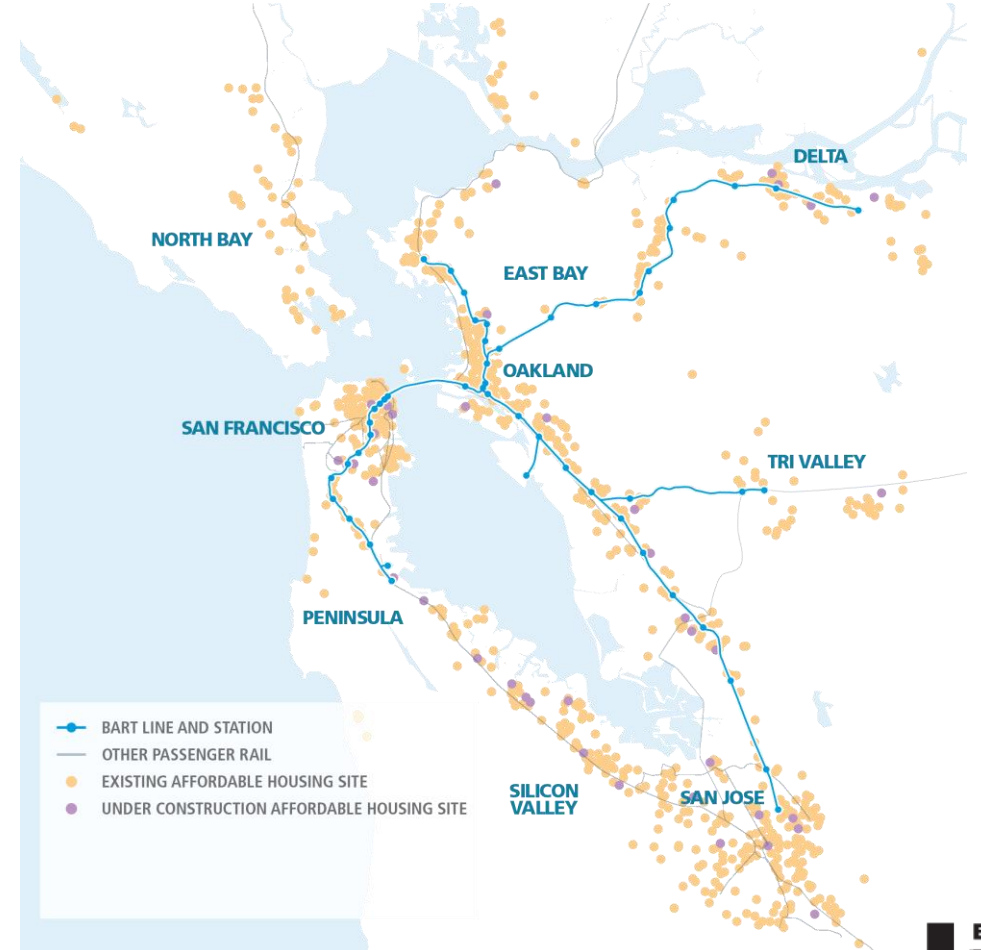 DELTA
NORTH BAY
EAST BAY
OAKLAND
SAN FRANCISCO
TRI VALLEY
PENINSULA
BART LINE AND STATION
OTHER PASSENGER RAIL
EXISTING AFFORDABLE HOUSING SITE
UNDER CONSTRUCTION AFFORDABLE HOUSING SITE
SILICON
VALLEY
SAN JOSE